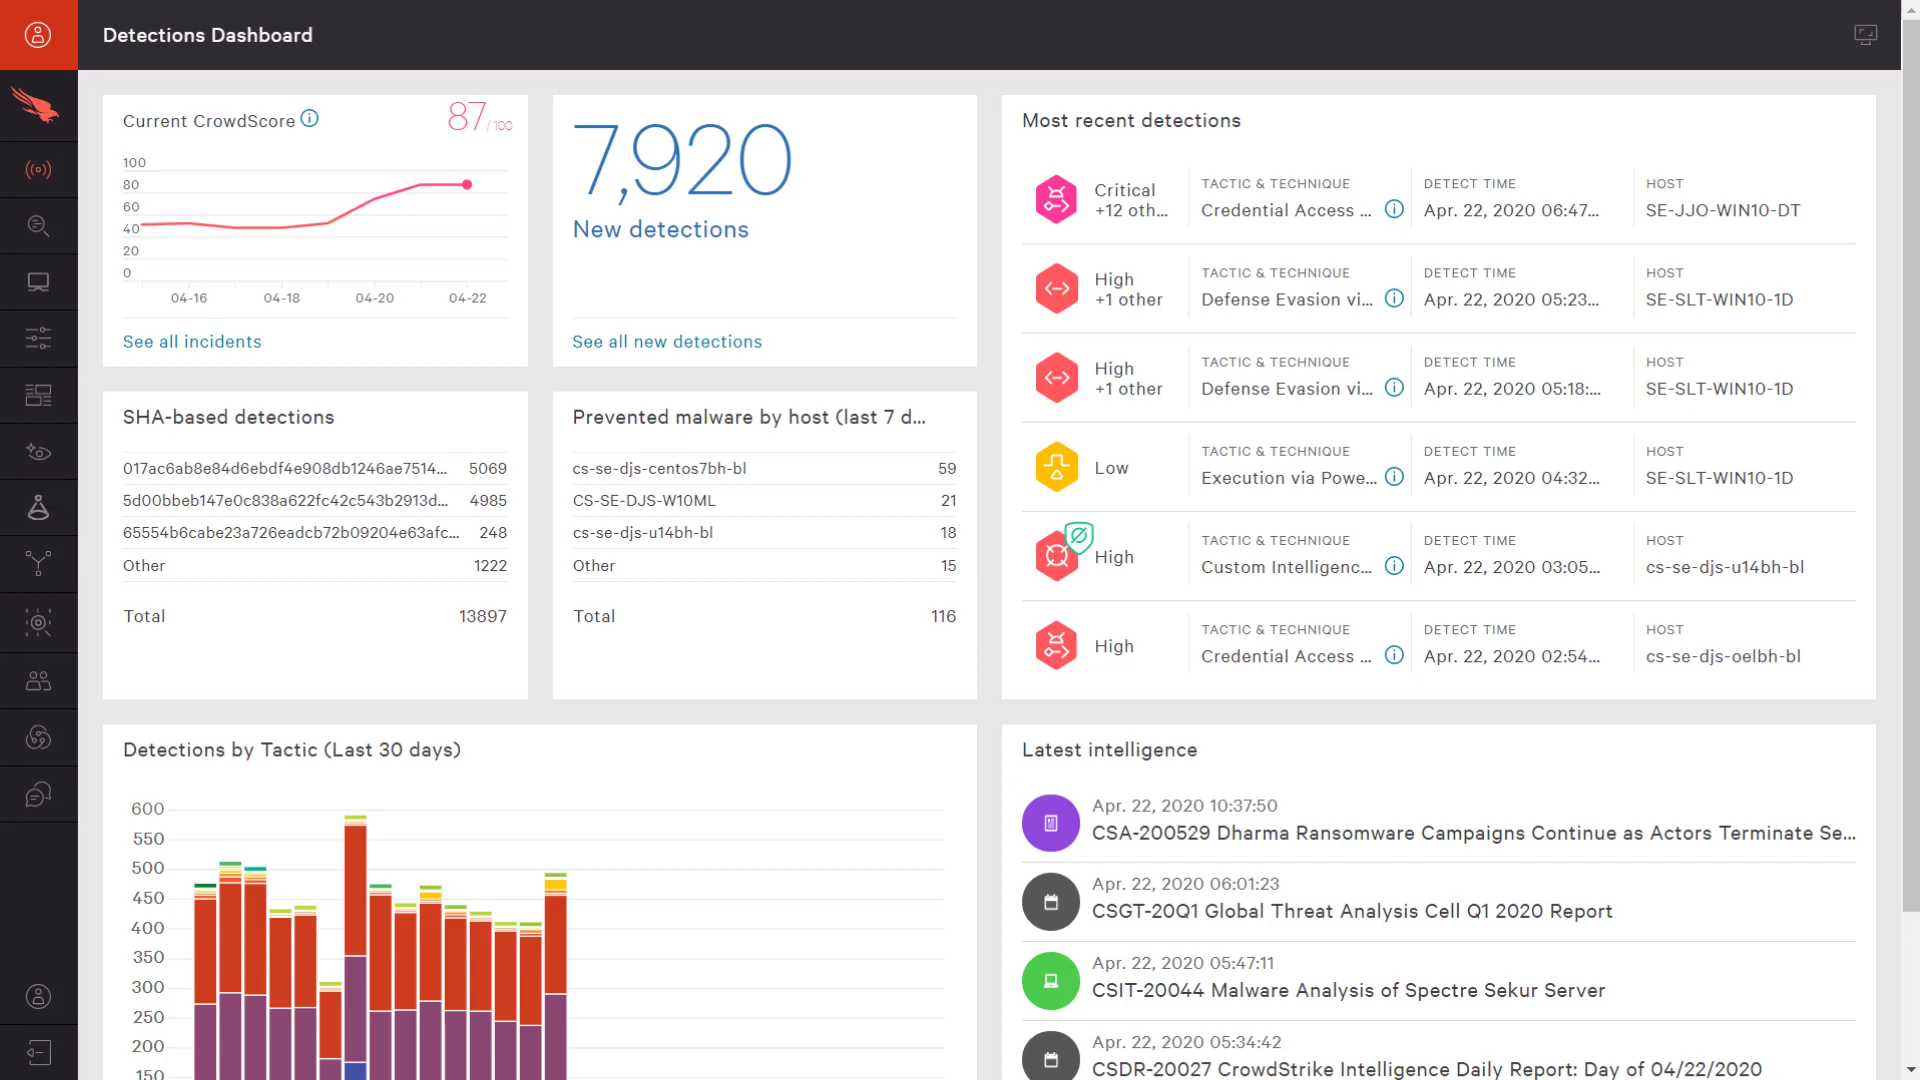 Detections Dashboard
Current CrowdScore
87/100
100
80
60
40
20
0
04-16 04-18 04-20 04-22
See all incidents
7,920
New detections
See all new detections
SHA-based detections
017ac6ab8e84d6ebdf4e908db1246ae7514... 5069
5d00bbeb147e0c838a622fc42c543b2913d... 4985
65554b6cabe23a726eadcb72b09204e63afc... 248
Other 1222
Total 13897
Prevented malware by host (last 7 d...
cs-se-djs-centos7bh-bl 59
CS-SE-DJS-W10ML 21
cs-se-djs-u14bh-bl 18
Other 15
Total 116
Most recent detections
Critical
+12 oth...
TACTIC & TECHNIQUE
Credential Access ...
DETECT TIME
Apr. 22, 2020 06:47...
HOST
SE-JJO-WIN10-DT
High
+1 other
TACTIC & TECHNIQUE
Defense Evasion vi...
DETECT TIME
Apr. 22, 2020 05:23...
HOST
SE-SLT-WIN10-1D
High
+1 other
TACTIC & TECHNIQUE
Defense Evasion vi...
DETECT TIME
Apr. 22, 2020 05:18:...
HOST
SE-SLT-WIN10-1D
Low
TACTIC & TECHNIQUE
Execution via Powe...
DETECT TIME
Apr. 22, 2020 04:32...
HOST
SE-SLT-WIN10-1D
High
TACTIC & TECHNIQUE
Custom Intelligenc...
DETECT TIME
Apr. 22, 2020 03:05...
HOST
cs-se-djs-u14bh-bl
High
TACTIC & TECHNIQUE
Credential Access ...
DETECT TIME
Apr. 22, 2020 02:54...
HOST
cs-se-djs-oelbh-bl
Detections by Tactic (Last 30 days)
600
550
500
450
400
350
300
250
200
150
Latest intelligence
Apr. 22, 2020 10:37:50
CSA-200529 Dharma Ransomware Campaigns Continue as Actors Terminate Se...
Apr. 22, 2020 06:01:23
CSGT-20Q1 Global Threat Analysis Cell Q1 2020 Report
Apr. 22, 2020 05:47:11
CSIT-20044 Malware Analysis of Spectre Sekur Server
Apr. 22, 2020 05:34:42
CSDR-20027 CrowdStrike Intelligence Daily Report: Day of 04/22/2020